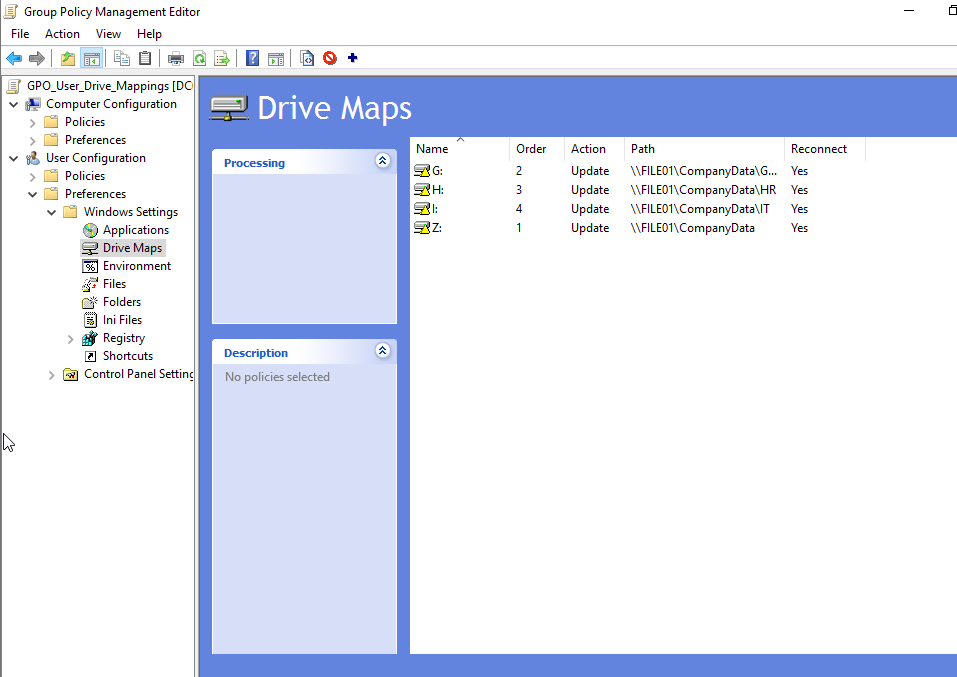 Group Policy Management Editor
File Action View Help
GPO_User_Drive_Mappings [DC
Computer Configuration
Policies
Preferences
User Configuration
Policies
Preferences
Windows Settings
Applications
Drive Maps
Environment
Files
Folders
Ini Files
Registry
Shortcuts
Control Panel Setting
Drive Maps
Processing
Description
No policies selected
Name Order Action Path Reconnect
G: 2 Update \\FILE01\CompanyData\G... Yes
H: 3 Update \\FILE01\CompanyData\HR Yes
I: 4 Update \\FILE01\CompanyData\IT Yes
Z: 1 Update \\FILE01\CompanyData Yes